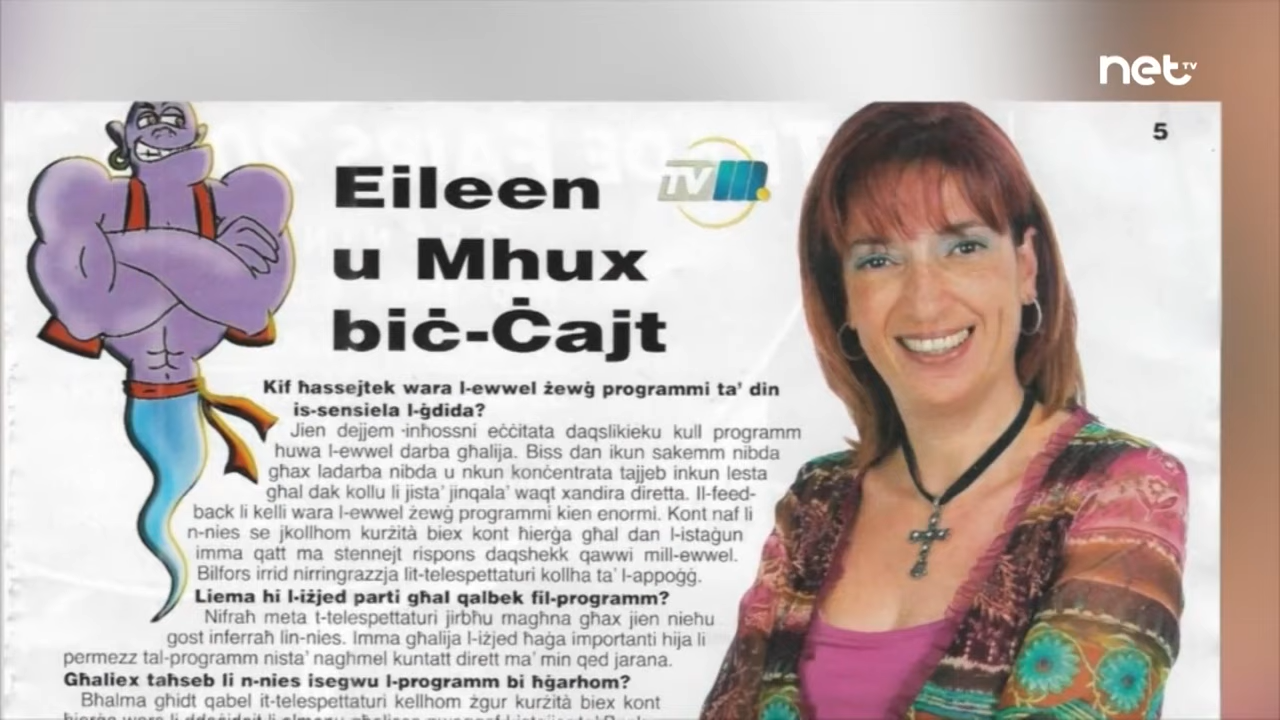 net TV
5
Eileen
u Mhux
biċ-Ċajt
TVM.
Kif ħassejtek wara l-ewwel żewġ programmi ta' din
is-sensiela l-ġdida?
Jien dejjem inħossni eċċitata daqslikieku kull programm
huwa l-ewwel darba għalija. Biss dan ikun sakemm nibda
għax ladarba nibda u nkun konċentrata tajjeb inkun lesta
għal dak kollu li jista' jinqala' waqt xandira diretta. Il-feed-
back li kelli wara l-ewwel żewġ programmi kien enormi. Kont naf li
n-nies se jkollhom kurżità biex kont ħierġa għal dan l-istaġun
imma qatt ma stennejt rispons daqshekk qawwi mill-ewwel.
Bilfors irrid nirringrazzja lit-telespettaturi kollha ta' l-appoġġ.
Liema hi l-iżjed parti għal qalbek fil-programm?
Nifraħ meta t-telespettaturi jirbħu magħna għax jien nieħu
gost inferraħ lin-nies. Imma għalija l-iżjed ħaġa importanti hija li
permezz tal-programm nista' nagħmel kuntatt dirett ma' min qed jarana.
Għaliex taħseb li n-nies isegwu l-programm bi ħġarhom?
Bħalma għidt qabel it-telespettaturi kellhom żgur kurżità biex kont